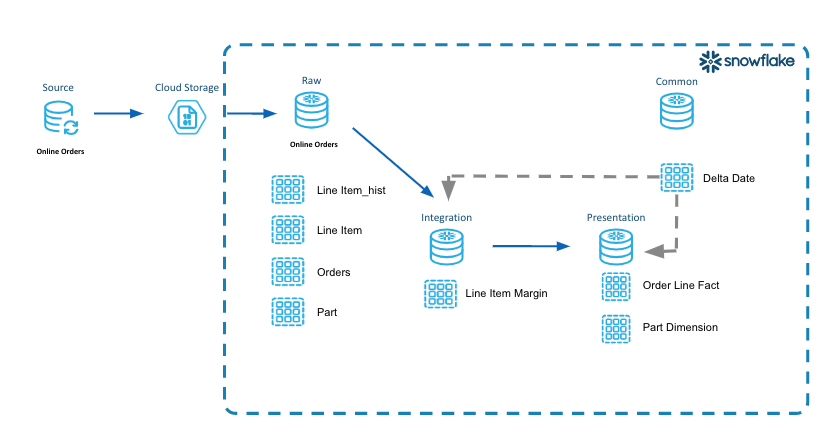 snowflake
Source
Cloud Storage
Raw
Common
Online Orders
Online Orders
Line Item_hist
Delta Date
Line Item
Integration
Presentation
Orders
Line Item Margin
Order Line Fact
Part
Part Dimension